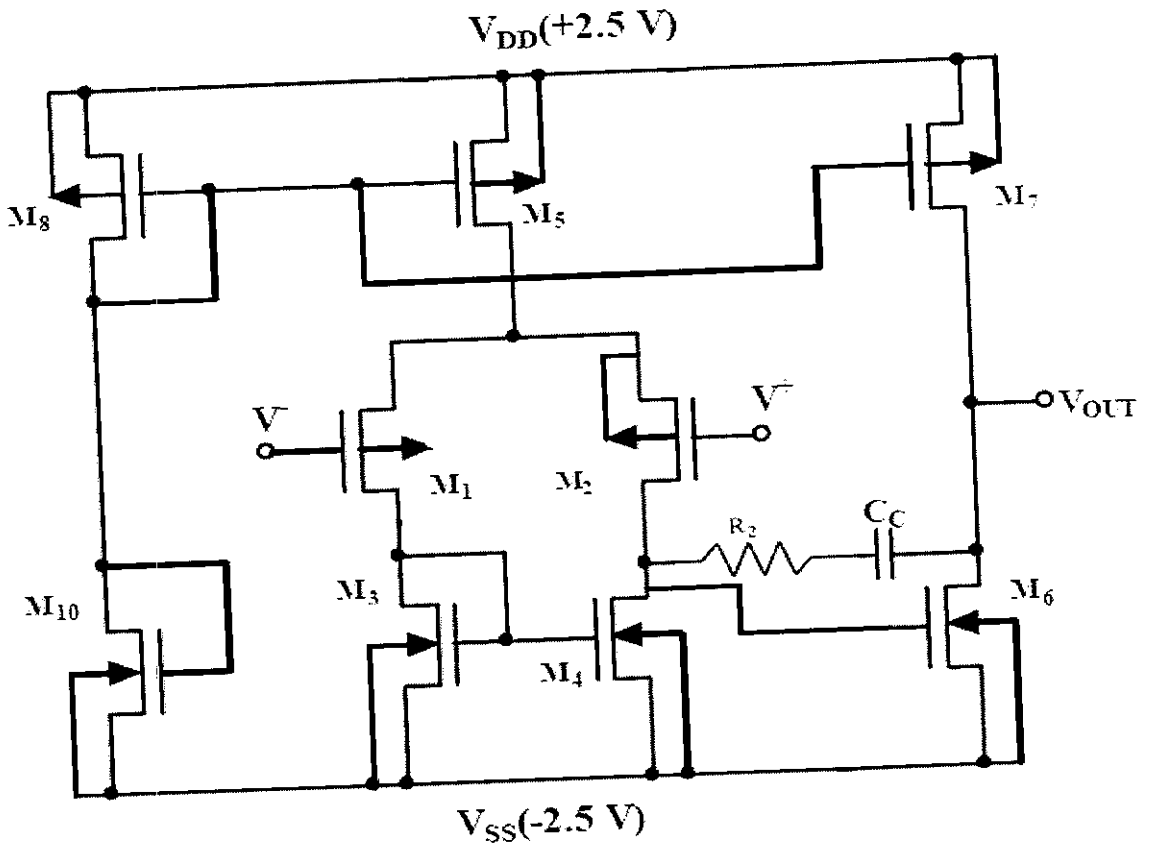 V_DD(+2.5 V)
M_8
M_5
M_7
V^-
V^+
V_OUT
M_1
M_2
R_2
C_C
M_10
M_3
M_4
M_6
V_SS(-2.5 V)